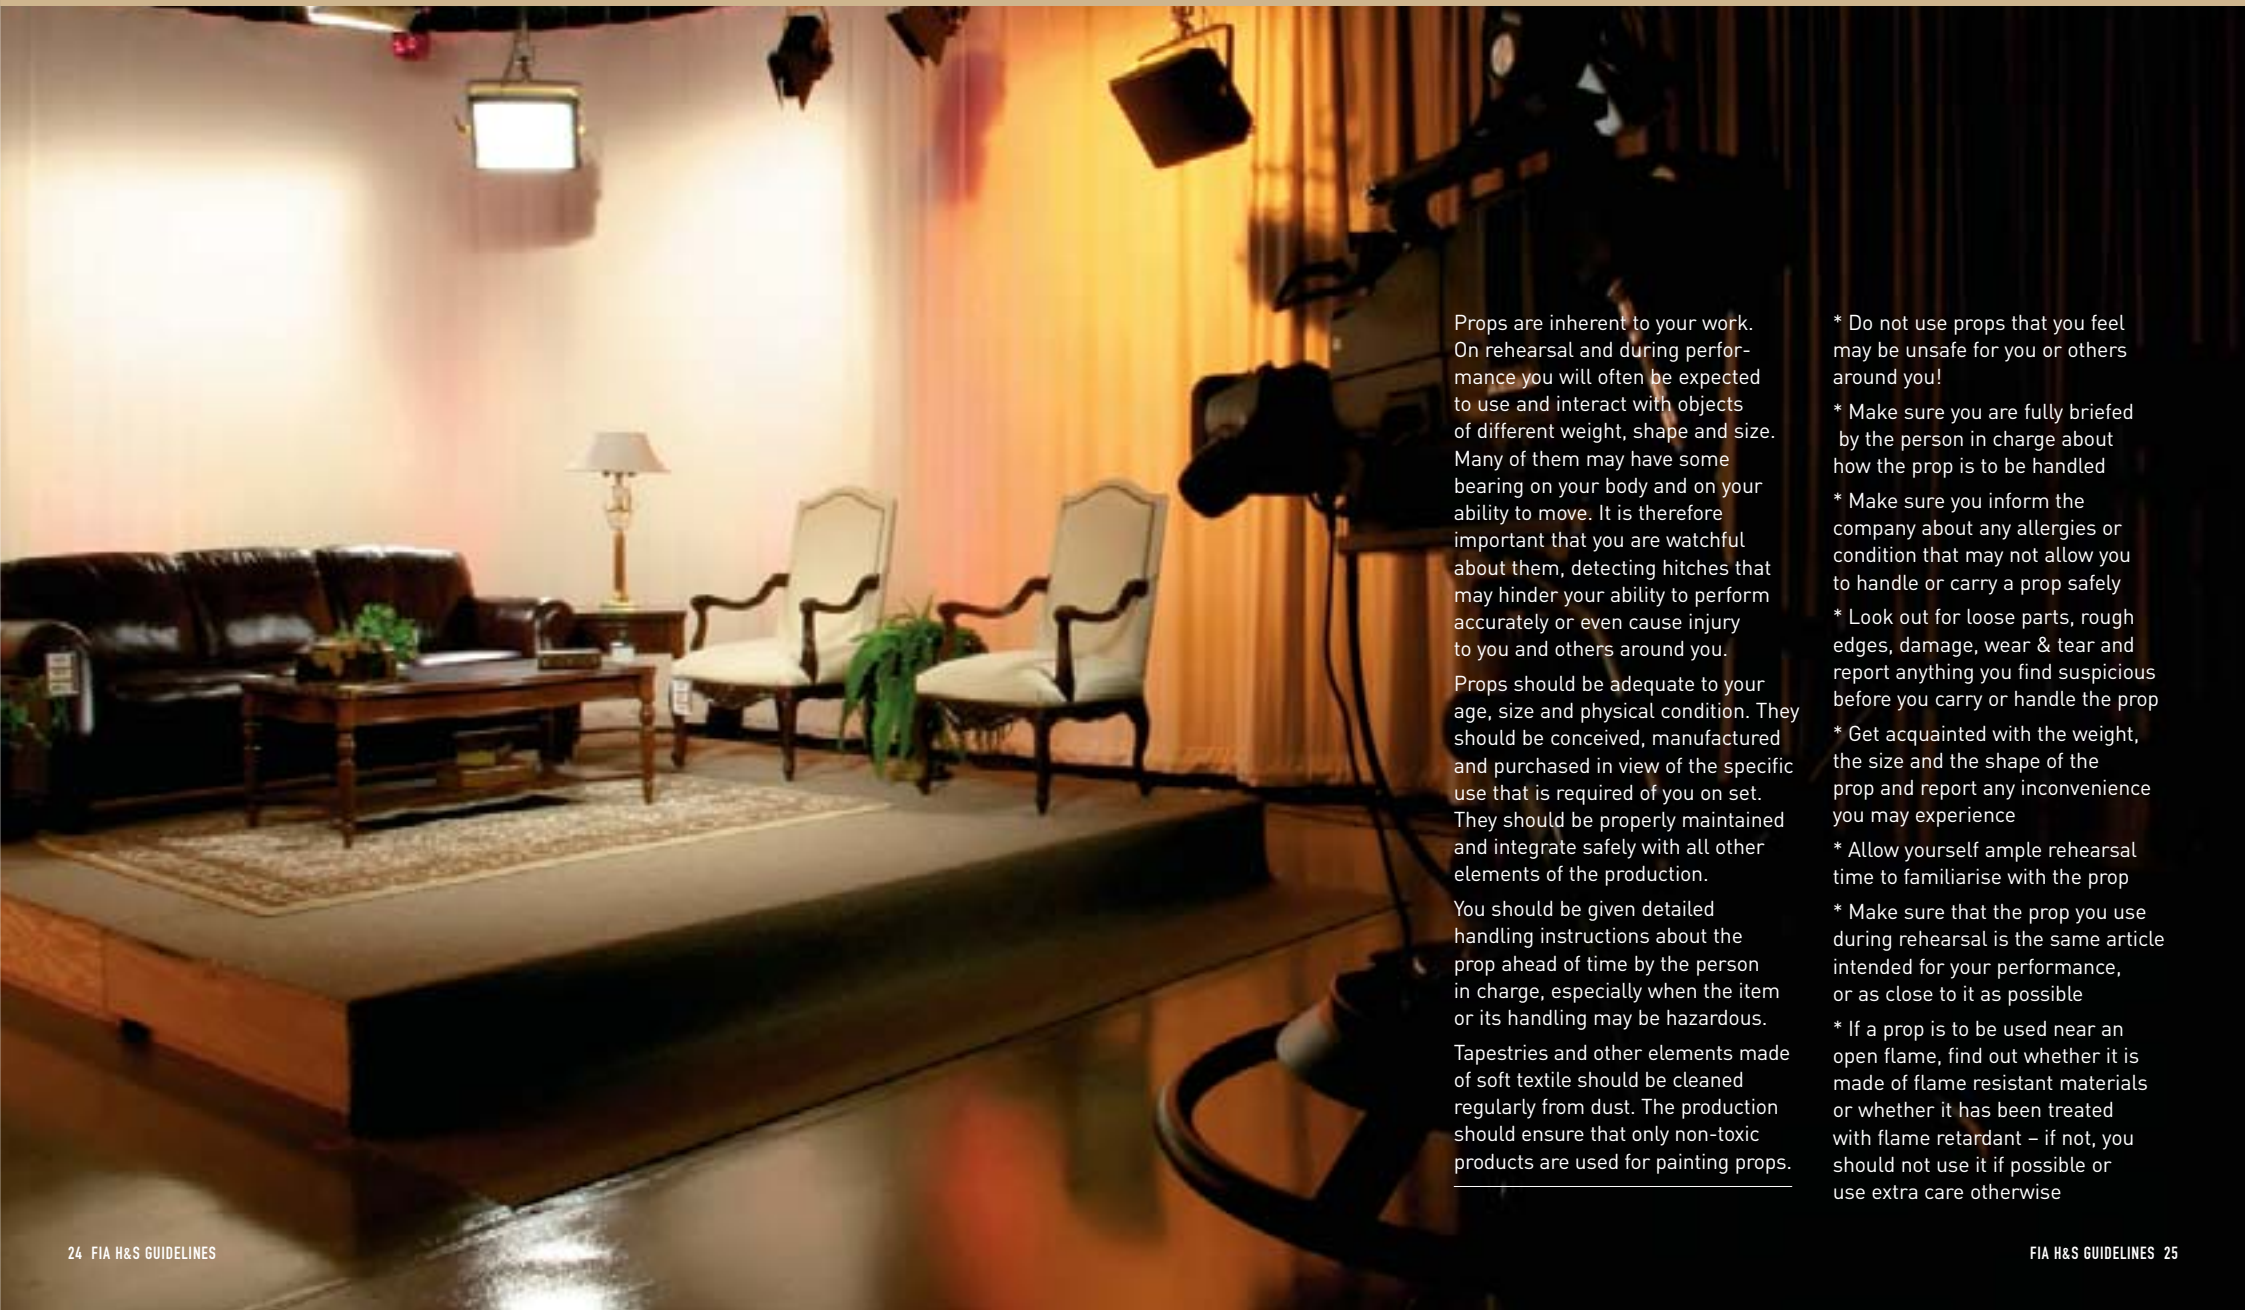 Props are inherent to your work.
On rehearsal and during perfor-
mance you will often be expected
to use and interact with objects
of different weight, shape and size.
Many of them may have some
bearing on your body and on your
ability to move. It is therefore
important that you are watchful
about them, detecting hitches that
may hinder your ability to perform
accurately or even cause injury
to you and others around you.
Props should be adequate to your
age, size and physical condition. They
should be conceived, manufactured
and purchased in view of the specific
use that is required of you on set.
They should be properly maintained
and integrate safely with all other
elements of the production.
You should be given detailed
handling instructions about the
prop ahead of time by the person
in charge, especially when the item
or its handling may be hazardous.
Tapestries and other elements made
of soft textile should be cleaned
regularly from dust. The production
should ensure that only non-toxic
products are used for painting props.
* Do not use props that you feel
may be unsafe for you or others
around you!
* Make sure you are fully briefed
by the person in charge about
how the prop is to be handled
* Make sure you inform the
company about any allergies or
condition that may not allow you
to handle or carry a prop safely
* Look out for loose parts, rough
edges, damage, wear & tear and
report anything you find suspicious
before you carry or handle the prop
* Get acquainted with the weight,
the size and the shape of the
prop and report any inconvenience
you may experience
* Allow yourself ample rehearsal
time to familiarise with the prop
* Make sure that the prop you use
during rehearsal is the same article
intended for your performance,
or as close to it as possible
* If a prop is to be used near an
open flame, find out whether it is
made of flame resistant materials
or whether it has been treated
with flame retardant – if not, you
should not use it if possible or
use extra care otherwise
24 FIA H&S GUIDELINES
FIA H&S GUIDELINES 25